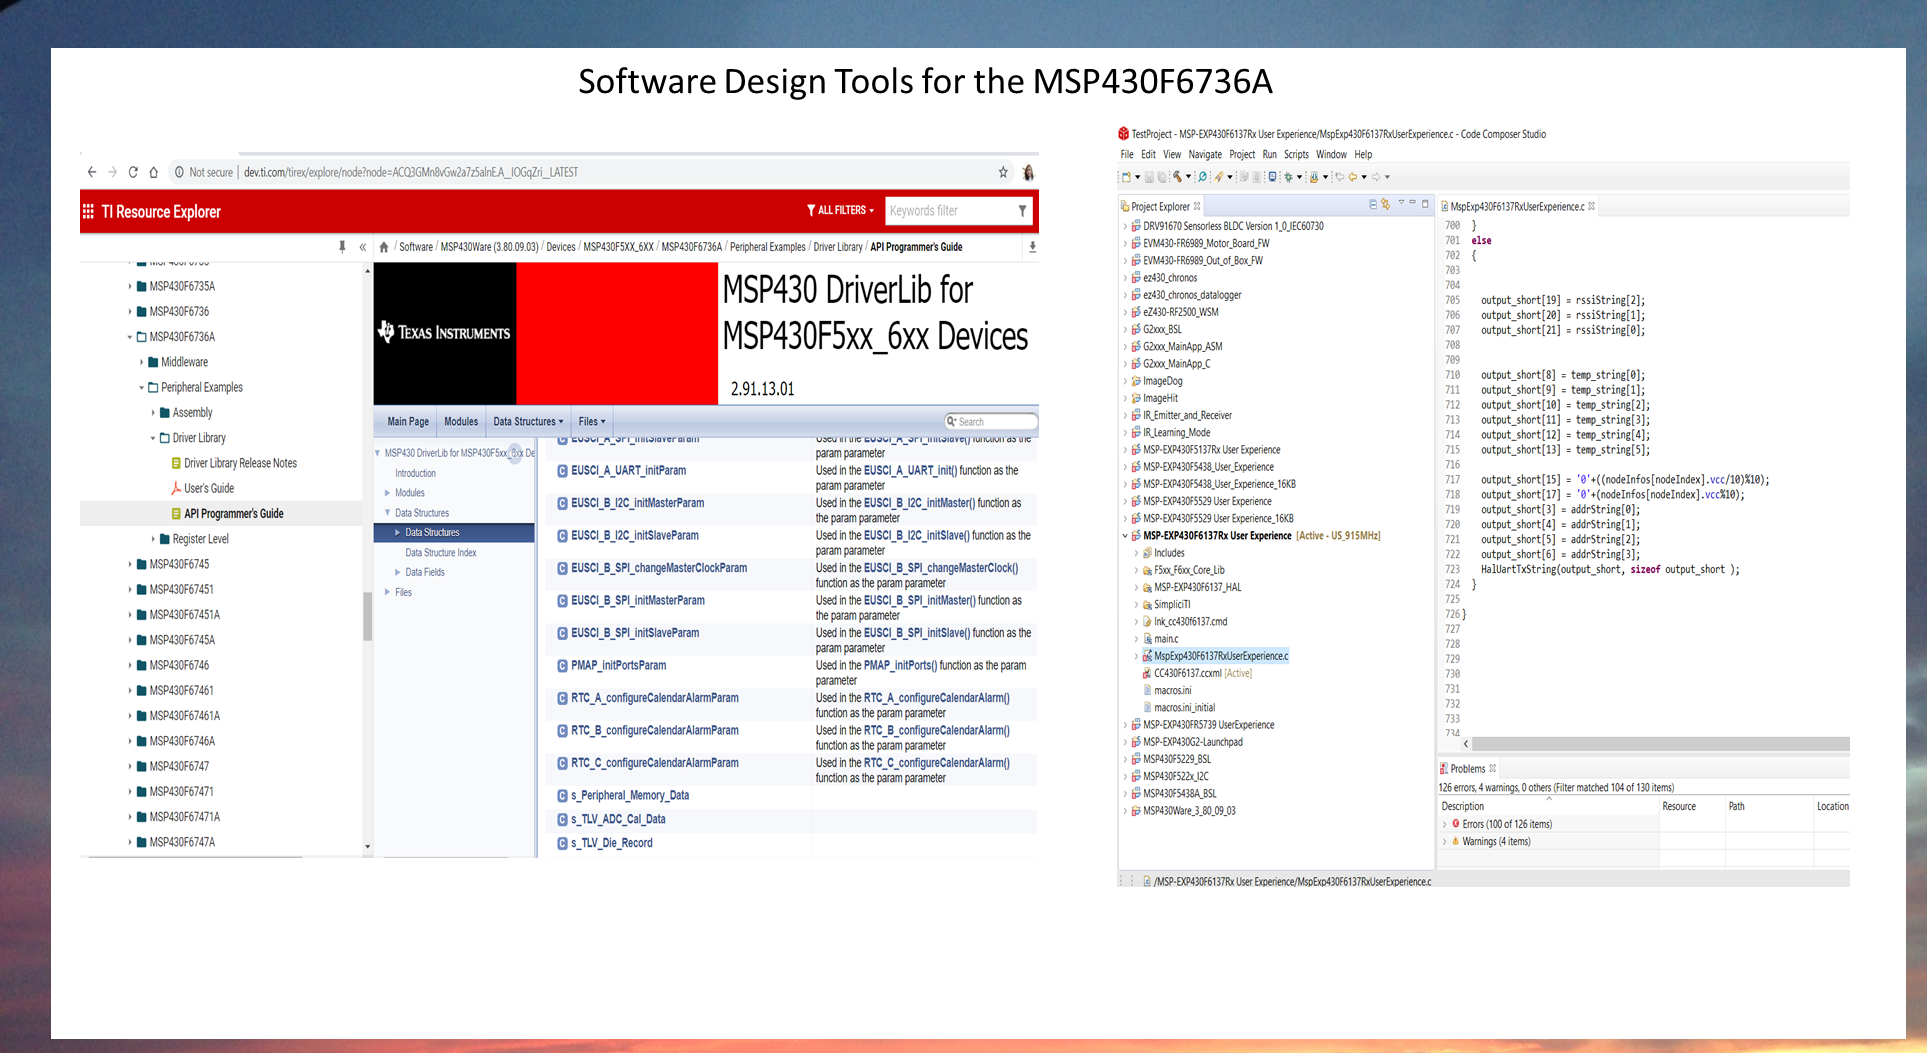 Software Design Tools for the MSP430F6736A
Not secure | dev.ti.com/tirex/explore/node?node=ACQ3GMn8vGw2a7z5alnE.A__IOGqZri__LATEST
TI Resource Explorer
ALL FILTERS
Keywords filter
/ Software / MSP430Ware (3.80.09.03) / Devices / MSP430F5XX_6XX / MSP430F6736A / Peripheral Examples / Driver Library / API Programmer's Guide
MSP430F6735A
MSP430F6736
MSP430F6736A
Middleware
Peripheral Examples
Assembly
Driver Library
Driver Library Release Notes
User's Guide
API Programmer's Guide
Register Level
MSP430F6745
MSP430F67451
MSP430F67451A
MSP430F6745A
MSP430F6746
MSP430F67461
MSP430F67461A
MSP430F6746A
MSP430F6747
MSP430F67471
MSP430F67471A
MSP430F6747A
TEXAS INSTRUMENTS
MSP430 DriverLib for
MSP430F5xx_6xx Devices
2.91.13.01
Main Page Modules Data Structures Files Search
MSP430 DriverLib for MSP430F5xx_6xx De
Introduction
Modules
Data Structures
Data Structures
Data Structure Index
Data Fields
Files
EUSCI_A_SPI_initSlaveParam Used in the EUSCI_A_SPI_initSlave() function as the
param parameter
EUSCI_A_UART_initParam Used in the EUSCI_A_UART_init() function as the
param parameter
EUSCI_B_I2C_initMasterParam Used in the EUSCI_B_I2C_initMaster() function as
the param parameter
EUSCI_B_I2C_initSlaveParam Used in the EUSCI_B_I2C_initSlave() function as the
param parameter
EUSCI_B_SPI_changeMasterClockParam Used in the EUSCI_B_SPI_changeMasterClock()
function as the param parameter
EUSCI_B_SPI_initMasterParam Used in the EUSCI_B_SPI_initMaster() function as
the param parameter
EUSCI_B_SPI_initSlaveParam Used in the EUSCI_B_SPI_initSlave() function as the
param parameter
PMAP_initPortsParam Used in the PMAP_initPorts() function as the param
parameter
RTC_A_configureCalendarAlarmParam Used in the RTC_A_configureCalendarAlarm()
function as the param parameter
RTC_B_configureCalendarAlarmParam Used in the RTC_B_configureCalendarAlarm()
function as the param parameter
RTC_C_configureCalendarAlarmParam Used in the RTC_C_configureCalendarAlarm()
function as the param parameter
s_Peripheral_Memory_Data
s_TLV_ADC_Cal_Data
s_TLV_Die_Record
TestProject - MSP-EXP430F6137Rx User Experience/MspExp430F6137RxUserExperience.c - Code Composer Studio
File Edit View Navigate Project Run Scripts Window Help
Project Explorer
DRV91670 Sensorless BLDC Version 1_0_IEC60730
EVM430-FR6989_Motor_Board_FW
EVM430-FR6989_Out_of_Box_FW
ez430_chronos
ez430_chronos_datalogger
eZ430-RF2500_WSM
G2xxx_BSL
G2xxx_MainApp_ASM
G2xxx_MainApp_C
ImageDog
ImageHit
IR_Emitter_and_Receiver
IR_Learning_Mode
MSP-EXP430F5137Rx User Experience
MSP-EXP430F5438_User_Experience
MSP-EXP430F5438_User_Experience_16KB
MSP-EXP430F5529 User Experience
MSP-EXP430F5529 User Experience_16KB
MSP-EXP430F6137Rx User Experience [Active - US_915MHz]
Includes
F5xx_F6xx_Core_Lib
MSP-EXP430F6137_HAL
SimpliciTI
lnk_cc430f6137.cmd
main.c
MspExp430F6137RxUserExperience.c
CC430F6137.ccxml [Active]
macros.ini
macros.ini_initial
MSP-EXP430FR5739 UserExperience
MSP-EXP430G2-Launchpad
MSP430F5229_BSL
MSP430F522x_I2C
MSP430F5438A_BSL
MSP430Ware_3_80_09_03
MspExp430F6137RxUserExperience.c
700 }
701 else
702 {
703
704
705 output_short[19] = rssiString[2];
706 output_short[20] = rssiString[1];
707 output_short[21] = rssiString[0];
708
709
710 output_short[8] = temp_string[0];
711 output_short[9] = temp_string[1];
712 output_short[10] = temp_string[2];
713 output_short[11] = temp_string[3];
714 output_short[12] = temp_string[4];
715 output_short[13] = temp_string[5];
716
717 output_short[15] = '0'+((nodeInfos[nodeIndex].vcc/10)%10);
718 output_short[17] = '0'+(nodeInfos[nodeIndex].vcc%10);
719 output_short[3] = addrString[0];
720 output_short[4] = addrString[1];
721 output_short[5] = addrString[2];
722 output_short[6] = addrString[3];
723 HalUartTxString(output_short, sizeof output_short );
724 }
725
726 }
727
728
729
730
731
732
733
734
Problems
126 errors, 4 warnings, 0 others (Filter matched 104 of 130 items)
Description Resource Path Location
Errors (100 of 126 items)
Warnings (4 items)
/MSP-EXP430F6137Rx User Experience/MspExp430F6137RxUserExperience.c